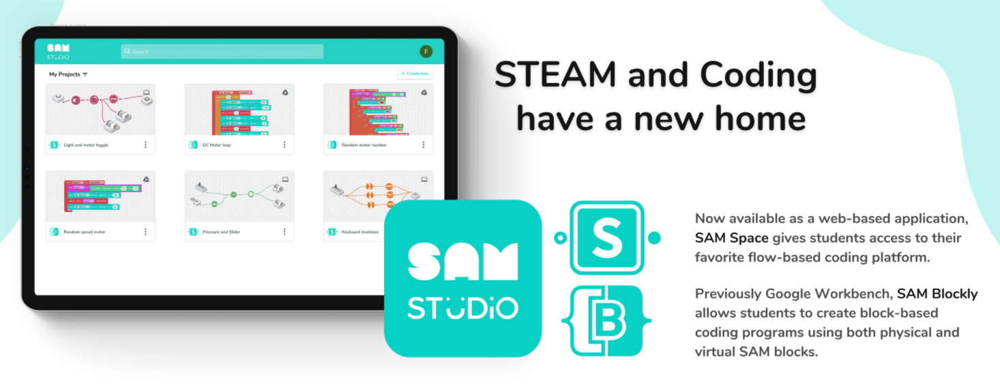 SAM
STUDIO
Search
F
My Projects
+ Create new
Light and motor toggle
DC Motor loop
Random motor number
Random speed motor
Pressure and Slider
Keyboard madness
STEAM and Coding
have a new home
SAM
STUDIO
S
B
Now available as a web-based application,
SAM Space gives students access to their
favorite flow-based coding platform.
Previously Google Workbench, SAM Blockly
allows students to create block-based
coding programs using both physical and
virtual SAM blocks.